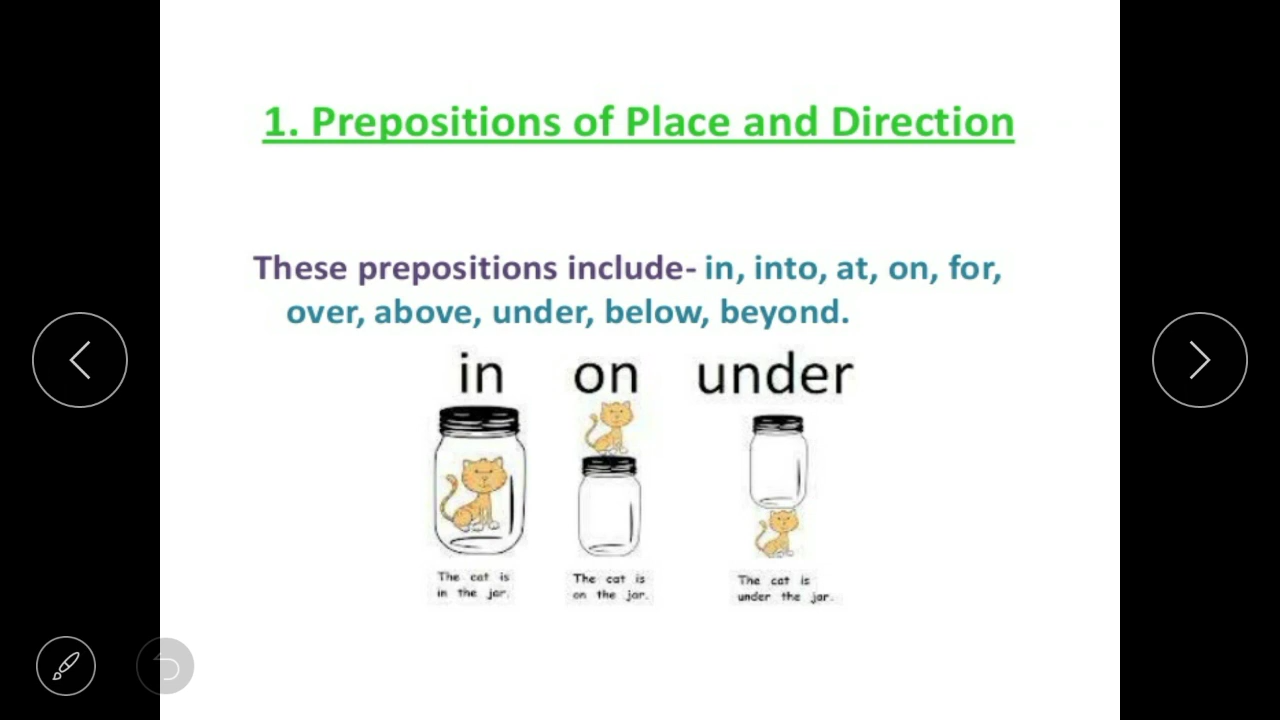 1. Prepositions of Place and Direction
These prepositions include- in, into, at, on, for,
over, above, under, below, beyond.
in on under
The cat is
in the jar.
The cat is
on the jar.
The cat is
under the jar.